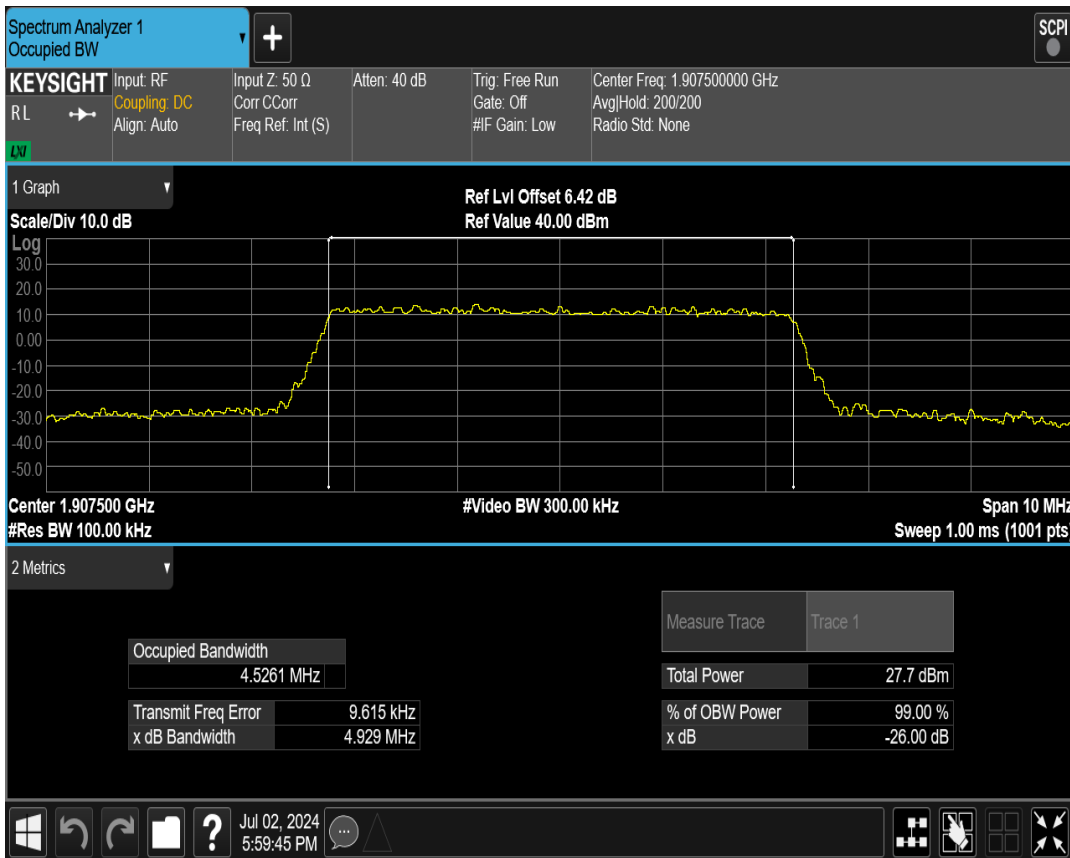 Spectrum Analyzer 1
Occupied BW
SCPI
KEYSIGHT
RL
LXI
Input: RF
Coupling: DC
Align: Auto
Input Z: 50 Ω
Corr CCorr
Freq Ref: Int (S)
Atten: 40 dB
Trig: Free Run
Gate: Off
#IF Gain: Low
Center Freq: 1.907500000 GHz
Avg|Hold: 200/200
Radio Std: None
1 Graph
Ref Lvl Offset 6.42 dB
Scale/Div 10.0 dB
Ref Value 40.00 dBm
Log
30.0
20.0
10.0
0.00
-10.0
-20.0
-30.0
-40.0
-50.0
Center 1.907500 GHz
#Video BW 300.00 kHz
Span 10 MHz
#Res BW 100.00 kHz
Sweep 1.00 ms (1001 pts)
2 Metrics
Measure Trace Trace 1
Occupied Bandwidth
4.5261 MHz
Total Power 27.7 dBm
Transmit Freq Error 9.615 kHz
% of OBW Power 99.00 %
x dB Bandwidth 4.929 MHz
x dB -26.00 dB
?
Jul 02, 2024
5:59:45 PM